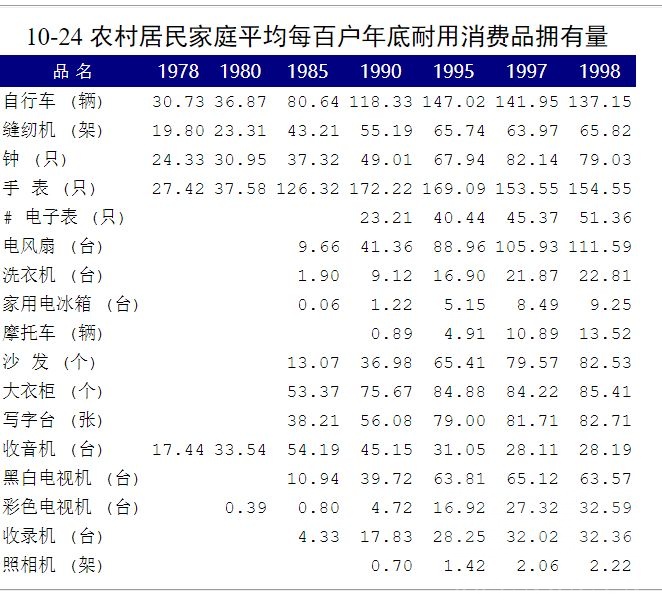 10-24 农村居民家庭平均每百户年底耐用消费品拥有量
品 名 1978 1980 1985 1990 1995 1997 1998
自行车 (辆) 30.73 36.87 80.64 118.33 147.02 141.95 137.15
缝纫机 (架) 19.80 23.31 43.21 55.19 65.74 63.97 65.82
钟 (只) 24.33 30.95 37.32 49.01 67.94 82.14 79.03
手 表 (只) 27.42 37.58 126.32 172.22 169.09 153.55 154.55
# 电子表 (只) 23.21 40.44 45.37 51.36
电风扇 (台) 9.66 41.36 88.96 105.93 111.59
洗衣机 (台) 1.90 9.12 16.90 21.87 22.81
家用电冰箱 (台) 0.06 1.22 5.15 8.49 9.25
摩托车 (辆) 0.89 4.91 10.89 13.52
沙 发 (个) 13.07 36.98 65.41 79.57 82.53
大衣柜 (个) 53.37 75.67 84.88 84.22 85.41
写字台 (张) 38.21 56.08 79.00 81.71 82.71
收音机 (台) 17.44 33.54 54.19 45.15 31.05 28.11 28.19
黑白电视机 (台) 10.94 39.72 63.81 65.12 63.57
彩色电视机 (台) 0.39 0.80 4.72 16.92 27.32 32.59
收录机 (台) 4.33 17.83 28.25 32.02 32.36
照相机 (架) 0.70 1.42 2.06 2.22